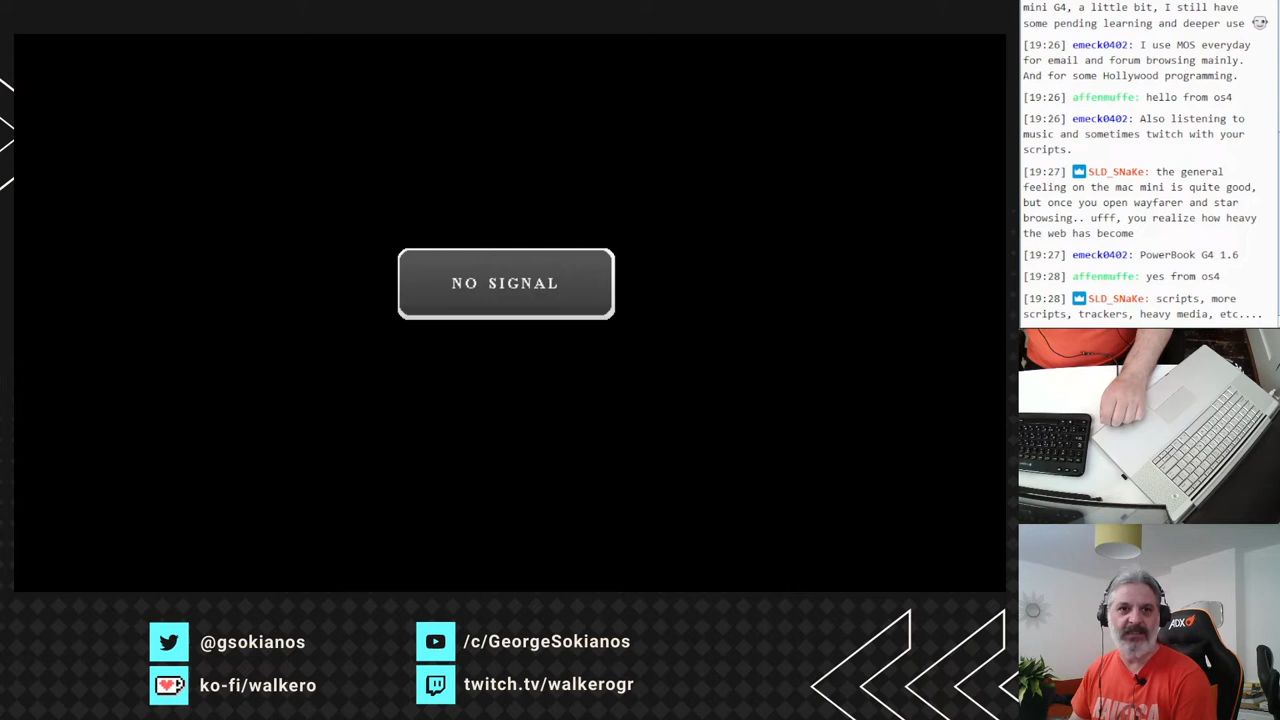 mini G4, a little bit, I still have
some pending learning and deeper use
[19:26] emeck0402: I use MOS everyday
for email and forum browsing mainly.
And for some Hollywood programming.
[19:26] affenmuffe: hello from os4
[19:26] emeck0402: Also listening to
music and sometimes twitch with your
scripts.
[19:27] SLD_SNaKe: the general
feeling on the mac mini is quite good,
but once you open wayfarer and star
browsing.. ufff, you realize how heavy
the web has become
[19:27] emeck0402: PowerBook G4 1.6
[19:28] affenmuffe: yes from os4
[19:28] SLD_SNaKe: scripts, more
scripts, trackers, heavy media, etc....
NO SIGNAL
ADX
@gsokianos
/c/GeorgeSokianos
ko-fi/walkero
twitch.tv/walkerogr